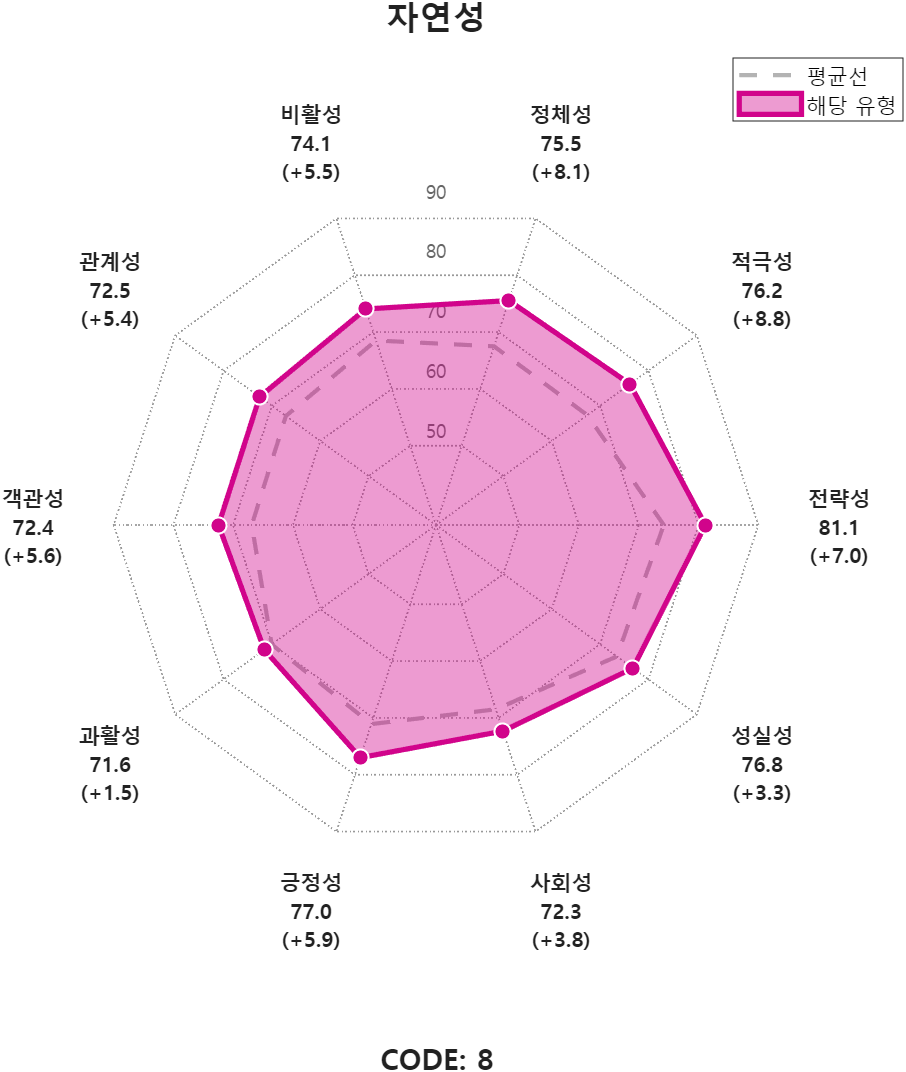 자연성
평균선
해당 유형
비활성
74.1
(+5.5)
정체성
75.5
(+8.1)
90
80
70
60
50
관계성
72.5
(+5.4)
적극성
76.2
(+8.8)
객관성
72.4
(+5.6)
전략성
81.1
(+7.0)
과활성
71.6
(+1.5)
성실성
76.8
(+3.3)
긍정성
77.0
(+5.9)
사회성
72.3
(+3.8)
CODE: 8